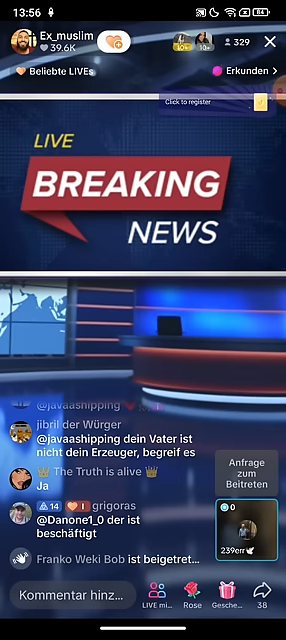 13:56 84
Ex_muslim
39.6K
40+ 10+ 329
Beliebte LIVEs Erkunden
Click to register
LIVE
BREAKING
NEWS
@javaashipping
jibril der Würger
@javaashipping dein Vater ist
nicht dein Erzeuger, begreif es
The Truth is alive
Ja
14 I grigoras
@Danone1_0 der ist
beschäftigt
Franko Weki Bob ist beigetret...
Anfrage
zum
Beitreten
0
239err
Kommentar hinz...
LIVE mi... Rose Gesche... 38